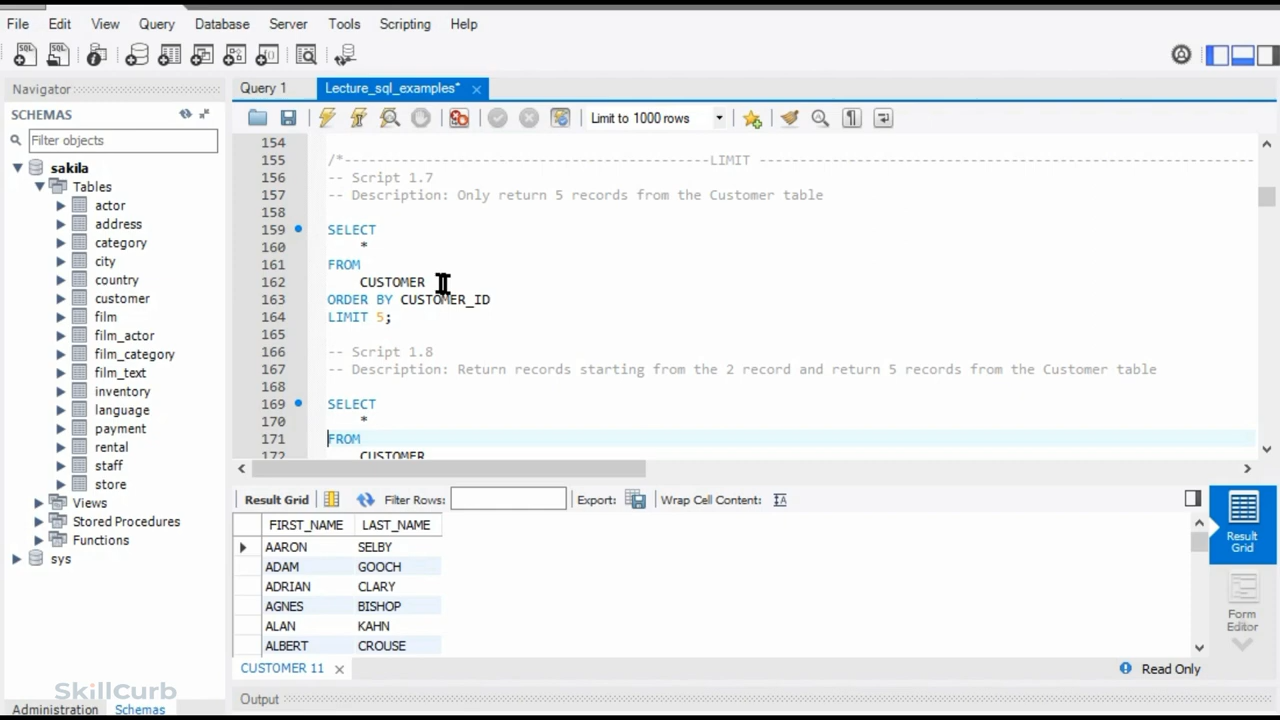 File Edit View Query Database Server Tools Scripting Help
Navigator
SCHEMAS
Filter objects
sakila
Tables
actor
address
category
city
country
customer
film
film_actor
film_category
film_text
inventory
language
payment
rental
staff
store
Views
Stored Procedures
Functions
sys
SkillCurb
Administration Schemas
Query 1 Lecture_sql_examples*
Limit to 1000 rows
154
155 /*------------------------------------------------LIMIT -------------------------------------------------------------
156 -- Script 1.7
157 -- Description: Only return 5 records from the Customer table
158
159 SELECT
160 *
161 FROM
162 CUSTOMER
163 ORDER BY CUSTOMER_ID
164 LIMIT 5;
165
166 -- Script 1.8
167 -- Description: Return records starting from the 2 record and return 5 records from the Customer table
168
169 SELECT
170 *
171 FROM
172 CUSTOMER
Result Grid Filter Rows: Export: Wrap Cell Content: IA
FIRST_NAME LAST_NAME
AARON SELBY
ADAM GOOCH
ADRIAN CLARY
AGNES BISHOP
ALAN KAHN
ALBERT CROUSE
Result
Grid
Form
Editor
CUSTOMER 11
Read Only
Output